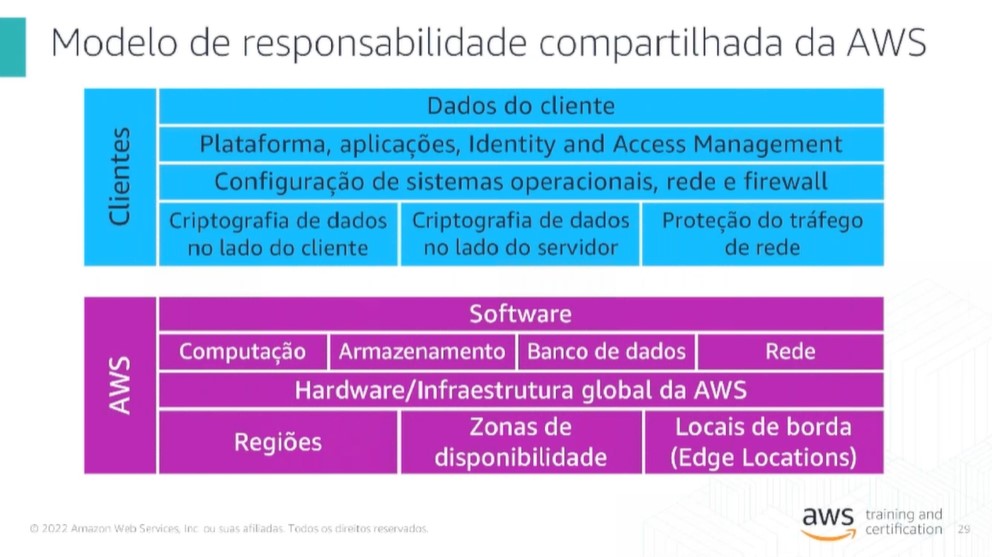 Modelo de responsabilidade compartilhada da AWS
Clientes
Dados do cliente
Plataforma, aplicações, Identity and Access Management
Configuração de sistemas operacionais, rede e firewall
Criptografia de dados
no lado do cliente
Criptografia de dados
no lado do servidor
Proteção do tráfego
de rede
AWS
Software
Computação
Armazenamento
Banco de dados
Rede
Hardware/Infraestrutura global da AWS
Regiões
Zonas de
disponibilidade
Locais de borda
(Edge Locations)
© 2022 Amazon Web Services, Inc. ou suas afiliadas. Todos os direitos reservados.
aws
training and
certification
29